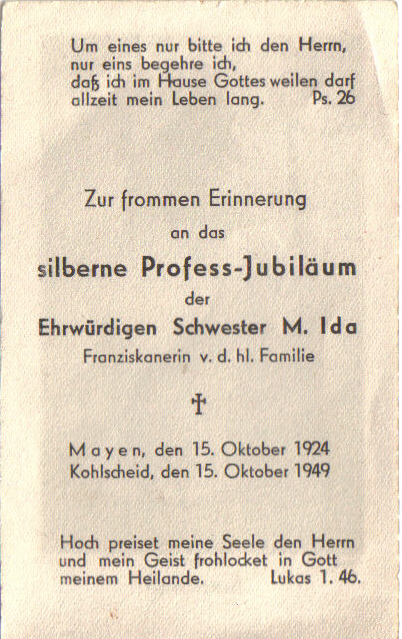 Um eines nur bitte ich den Herrn,
nur eins begehre ich,
daß ich im Hause Gottes weilen darf
allzeit mein Leben lang. Ps. 26
Zur frommen Erinnerung
an das
silberne Profess-Jubiläum
der
Ehrwürdigen Schwester M. Ida
Franziskanerin v. d. hl. Familie
Mayen, den 15. Oktober 1924
Kohlscheid, den 15. Oktober 1949
Hoch preiset meine Seele den Herrn
und mein Geist frohlocket in Gott
meinem Heilande. Lukas 1. 46.